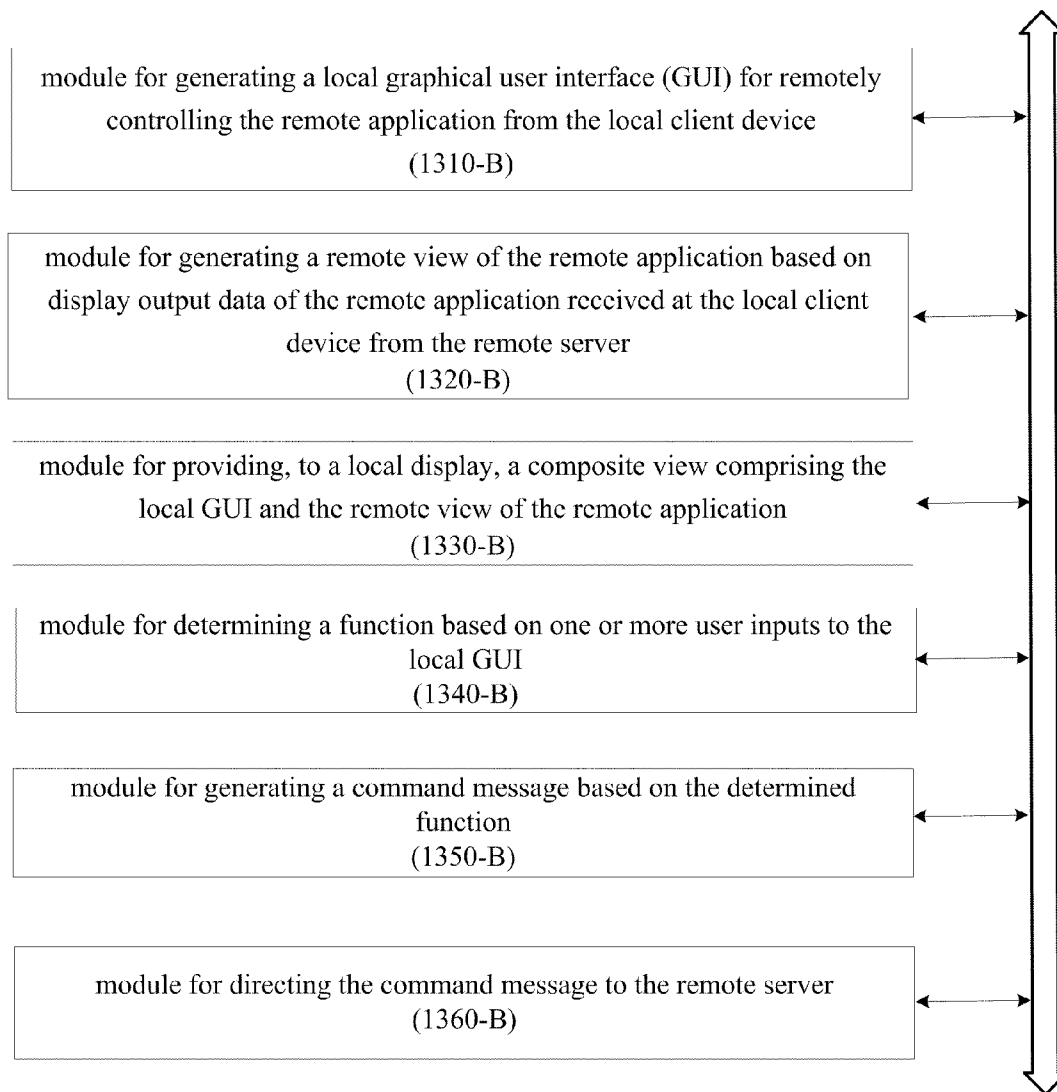 module for generating a local graphical user interface (GUI) for remotely
controlling the remote application from the local client device
(1310-B)
module for generating a remote view of the remote application based on
display output data of the remote application received at the local client
device from the remote server
(1320-B)
module for providing, to a local display, a composite view comprising the
local GUI and the remote view of the remote application
(1330-B)
module for determining a function based on one or more user inputs to the
local GUI
(1340-B)
module for generating a command message based on the determined
function
(1350-B)
module for directing the command message to the remote server
(1360-B)